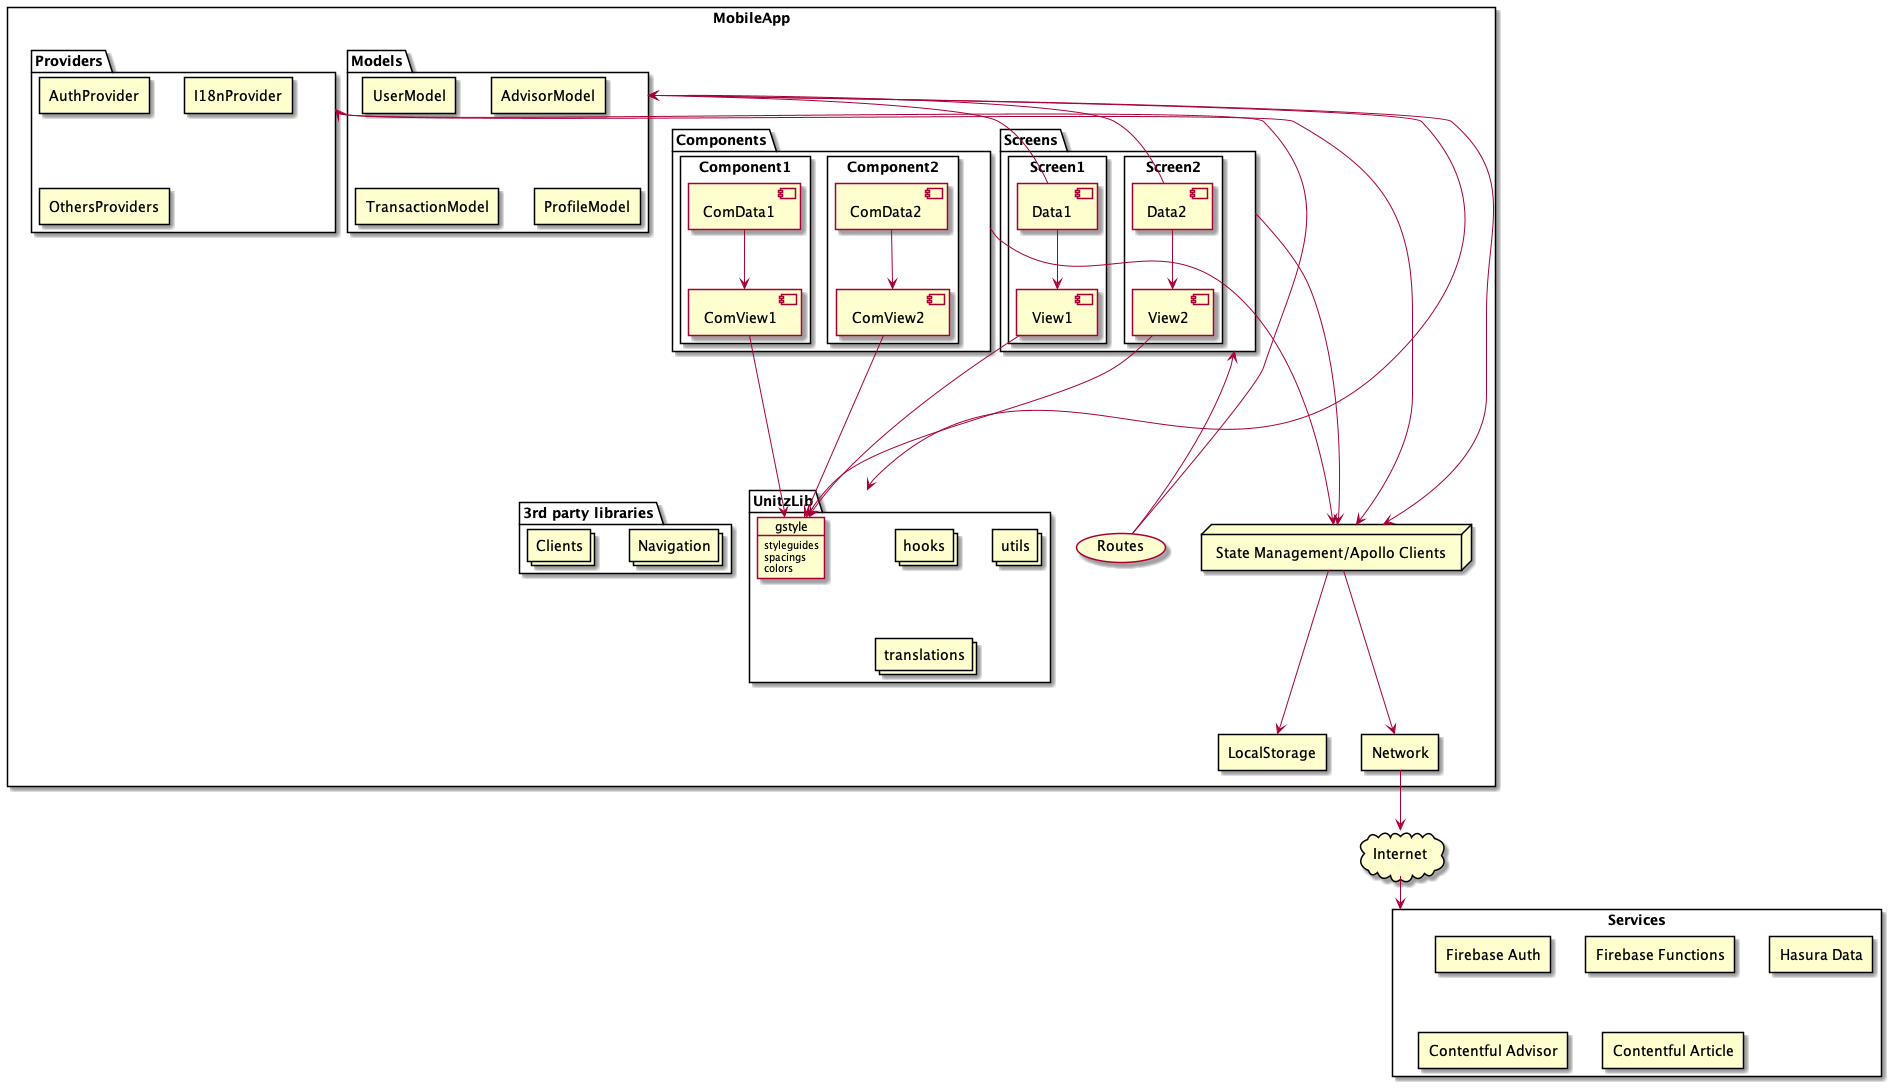 MobileApp
Providers
AuthProvider
I18nProvider
OthersProviders
Models
UserModel
AdvisorModel
TransactionModel
ProfileModel
Components
Component1
ComData1
ComView1
Component2
ComData2
ComView2
Screens
Screen1
Data1
View1
Screen2
Data2
View2
3rd party libraries
Clients
Navigation
UnitzLib
gstyle
styleguides
spacings
colors
hooks
utils
translations
Routes
State Management/Apollo Clients
LocalStorage
Network
Internet
Services
Firebase Auth
Firebase Functions
Hasura Data
Contentful Advisor
Contentful Article